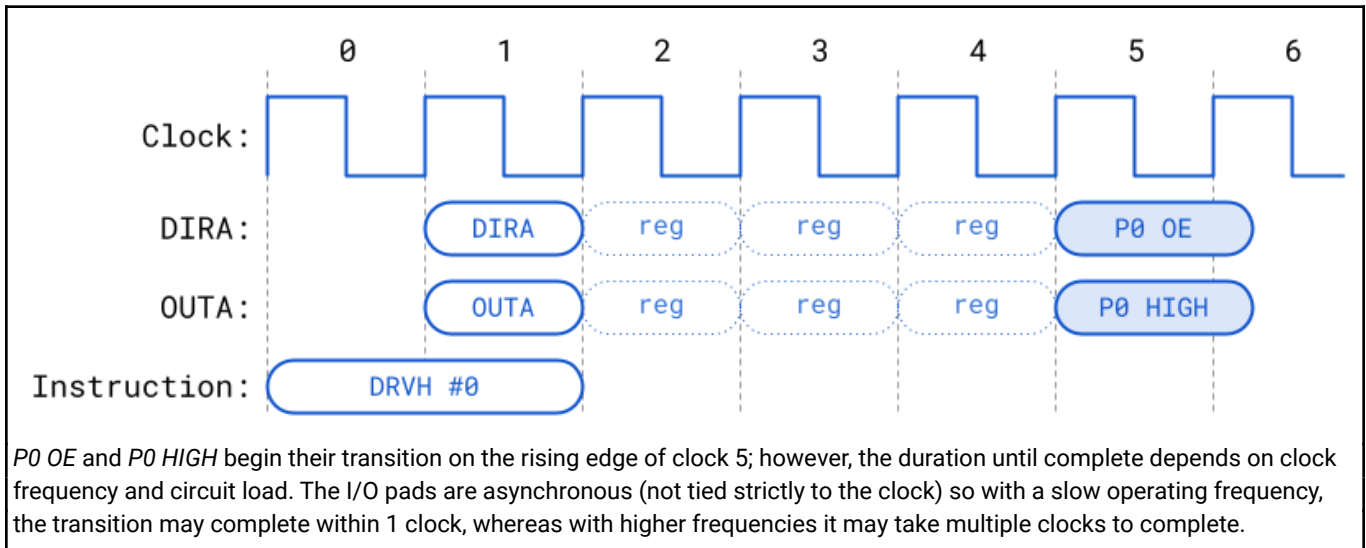 0 1 2 3 4 5 6
Clock:
DIRA: DIRA reg reg reg P0 OE
OUTA: OUTA reg reg reg P0 HIGH
Instruction: DRVH #0
P0 OE and P0 HIGH begin their transition on the rising edge of clock 5; however, the duration until complete depends on clock
frequency and circuit load. The I/O pads are asynchronous (not tied strictly to the clock) so with a slow operating frequency,
the transition may complete within 1 clock, whereas with higher frequencies it may take multiple clocks to complete.